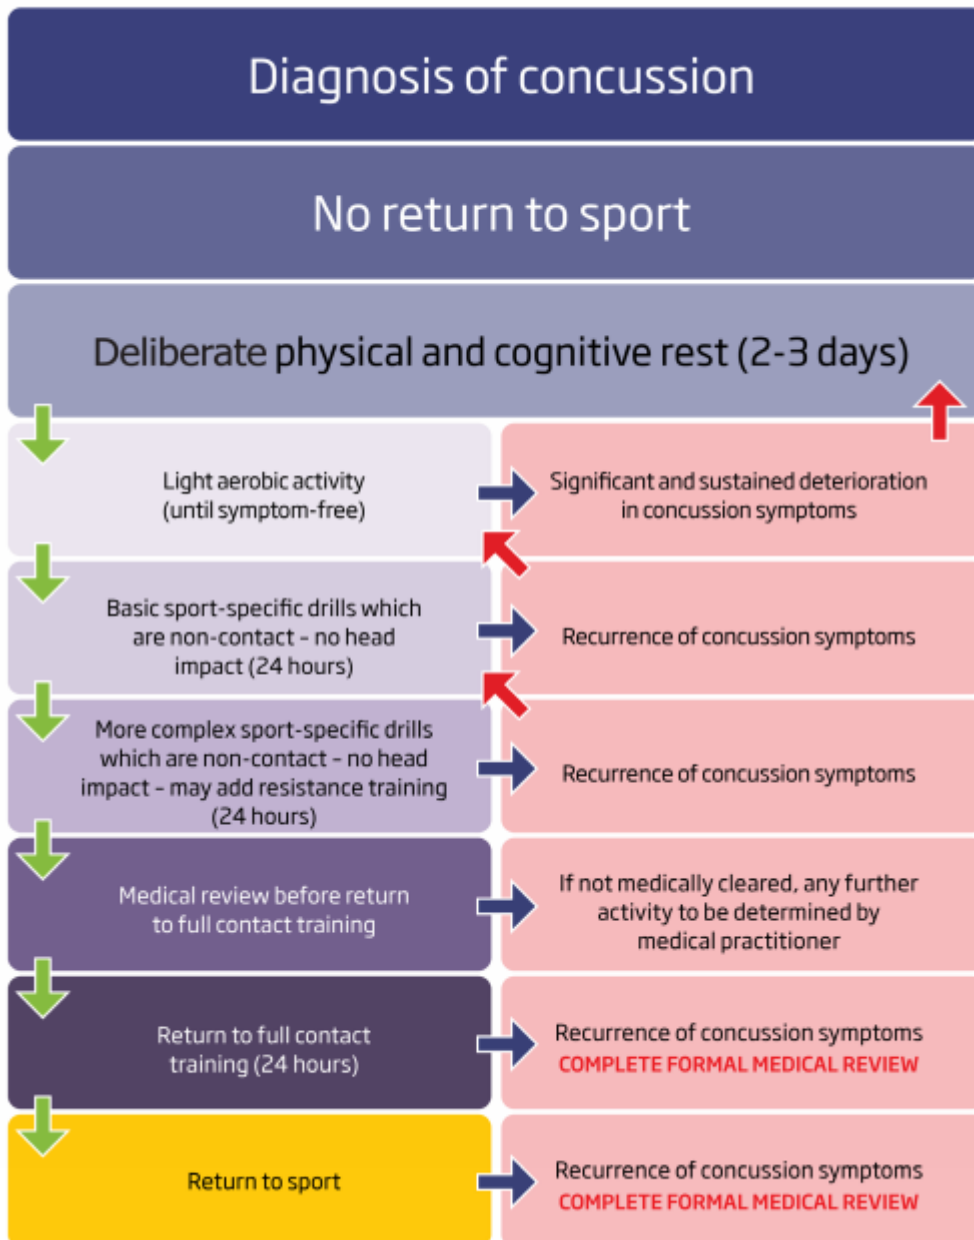 Diagnosis of concussion
No return to sport
Deliberate physical and cognitive rest (2-3 days)
Light aerobic activity
(until symptom-free)
Significant and sustained deterioration
in concussion symptoms
Basic sport-specific drills which
are non-contact – no head
impact (24 hours)
Recurrence of concussion symptoms
More complex sport-specific drills
which are non-contact – no head
impact – may add resistance training
(24 hours)
Recurrence of concussion symptoms
Medical review before return
to full contact training
If not medically cleared, any further
activity to be determined by
medical practitioner
Return to full contact
training (24 hours)
Recurrence of concussion symptoms
COMPLETE FORMAL MEDICAL REVIEW
Return to sport
Recurrence of concussion symptoms
COMPLETE FORMAL MEDICAL REVIEW